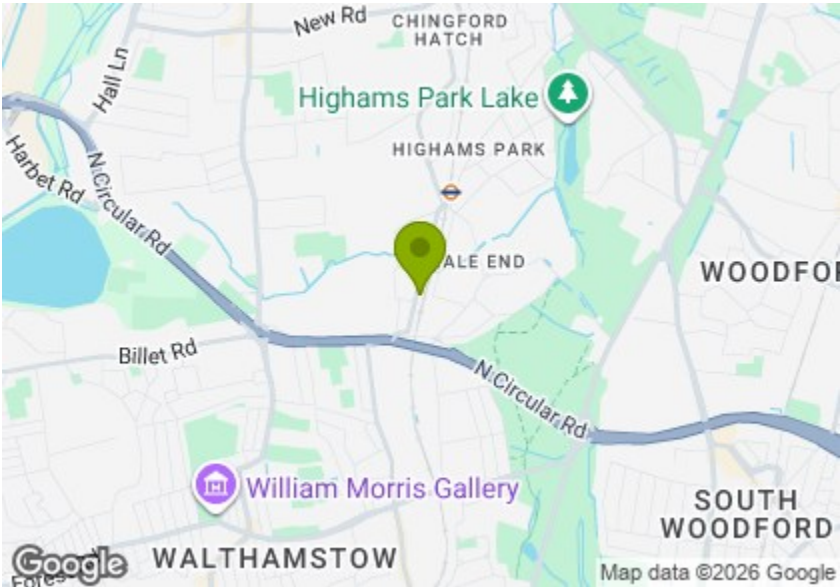 New Rd
CHINGFORD
HATCH
Hall Ln
Highams Park Lake
HIGHAMS PARK
Harbet Rd
N Circular Rd
ALE END
WOODFO
Billet Rd
N Circular Rd
William Morris Gallery
SOUTH
WOODFORD
WALTHAMSTOW
Google
Map data ©2026 Google